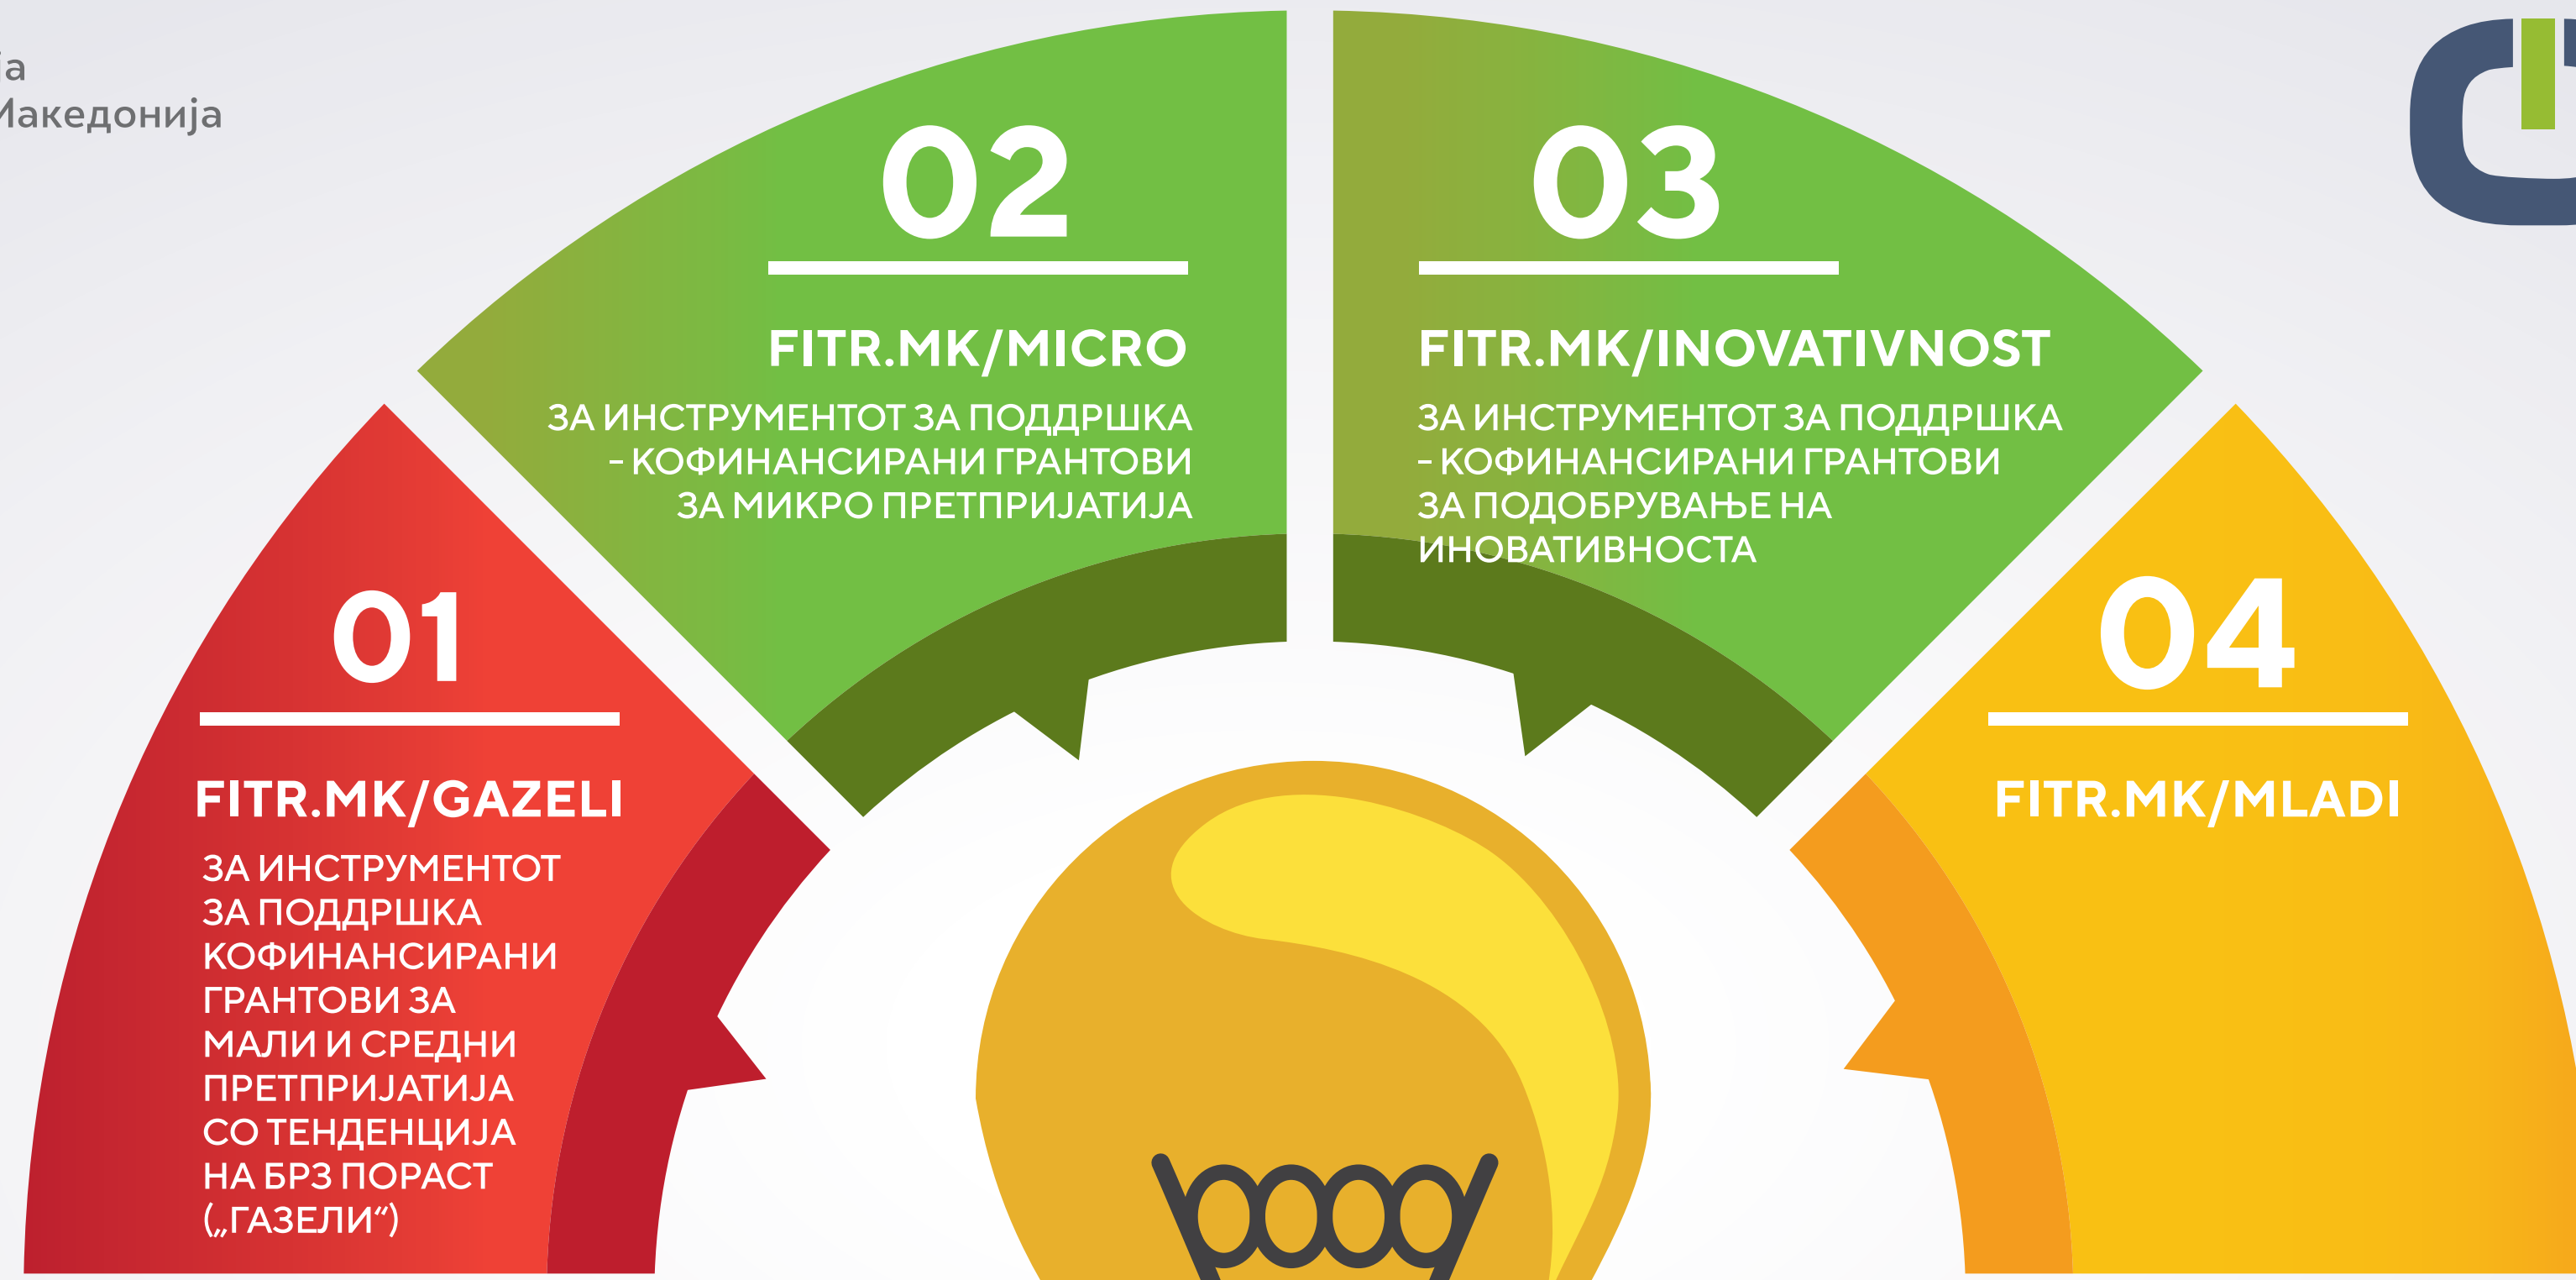 ја
Македонија
01
FITR.MK/GAZELI
ЗА ИНСТРУМЕНТОТ
ЗА ПОДДРШКА
КОФИНАНСИРАНИ
ГРАНТОВИ ЗА
МАЛИ И СРЕДНИ
ПРЕТПРИЈАТИЈА
СО ТЕНДЕНЦИЈА
НА БРЗ ПОРАСТ
(„ГАЗЕЛИ“)
02
FITR.MK/MICRO
ЗА ИНСТРУМЕНТОТ ЗА ПОДДРШКА
– КОФИНАНСИРАНИ ГРАНТОВИ
ЗА МИКРО ПРЕТПРИЈАТИЈА
03
FITR.MK/INOVATIVNOST
ЗА ИНСТРУМЕНТОТ ЗА ПОДДРШКА
– КОФИНАНСИРАНИ ГРАНТОВИ
ЗА ПОДОБРУВАЊЕ НА
ИНОВАТИВНОСТА
04
FITR.MK/MLADI